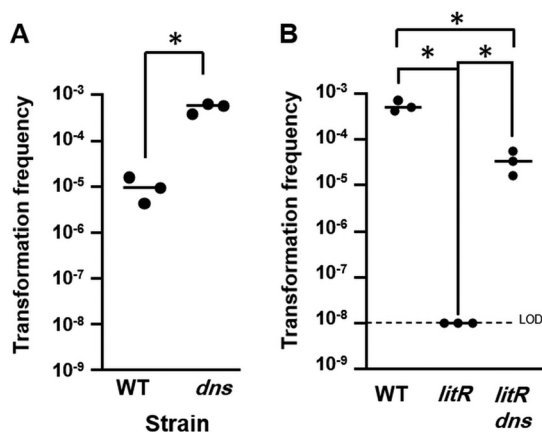 A
Transformation frequency
*
10⁻³
10⁻⁴
10⁻⁵
10⁻⁶
10⁻⁷
10⁻⁸
10⁻⁹
WT dns
Strain
B
Transformation frequency
*
* *
10⁻³
10⁻⁴
10⁻⁵
10⁻⁶
10⁻⁷
10⁻⁸
10⁻⁹
LOD
WT litR litR
dns